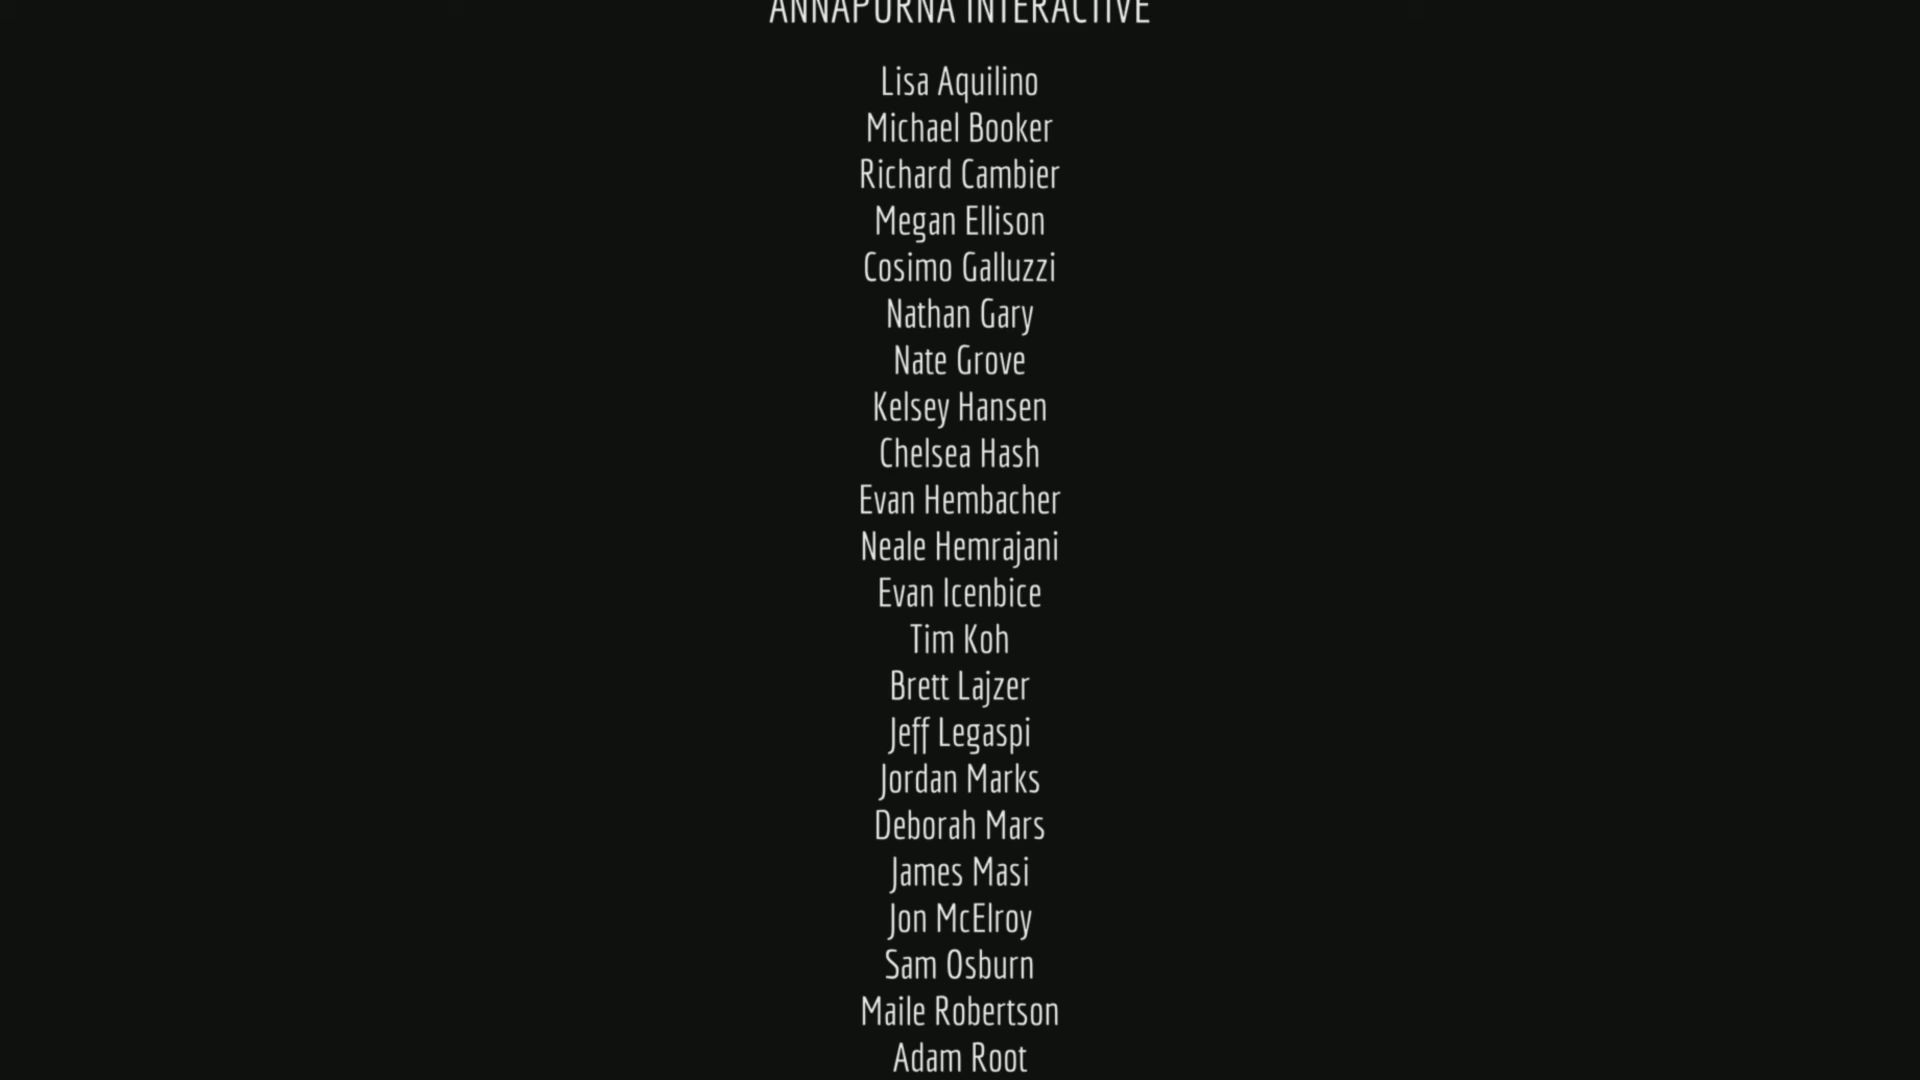 ANNAPURNA INTERACTIVE
Lisa Aquilino
Michael Booker
Richard Cambier
Megan Ellison
Cosimo Galluzzi
Nathan Gary
Nate Grove
Kelsey Hansen
Chelsea Hash
Evan Hembacher
Neale Hemrajani
Evan Icenbice
Tim Koh
Brett Lajzer
Jeff Legaspi
Jordan Marks
Deborah Mars
James Masi
Jon McElroy
Sam Osburn
Maile Robertson
Adam Root